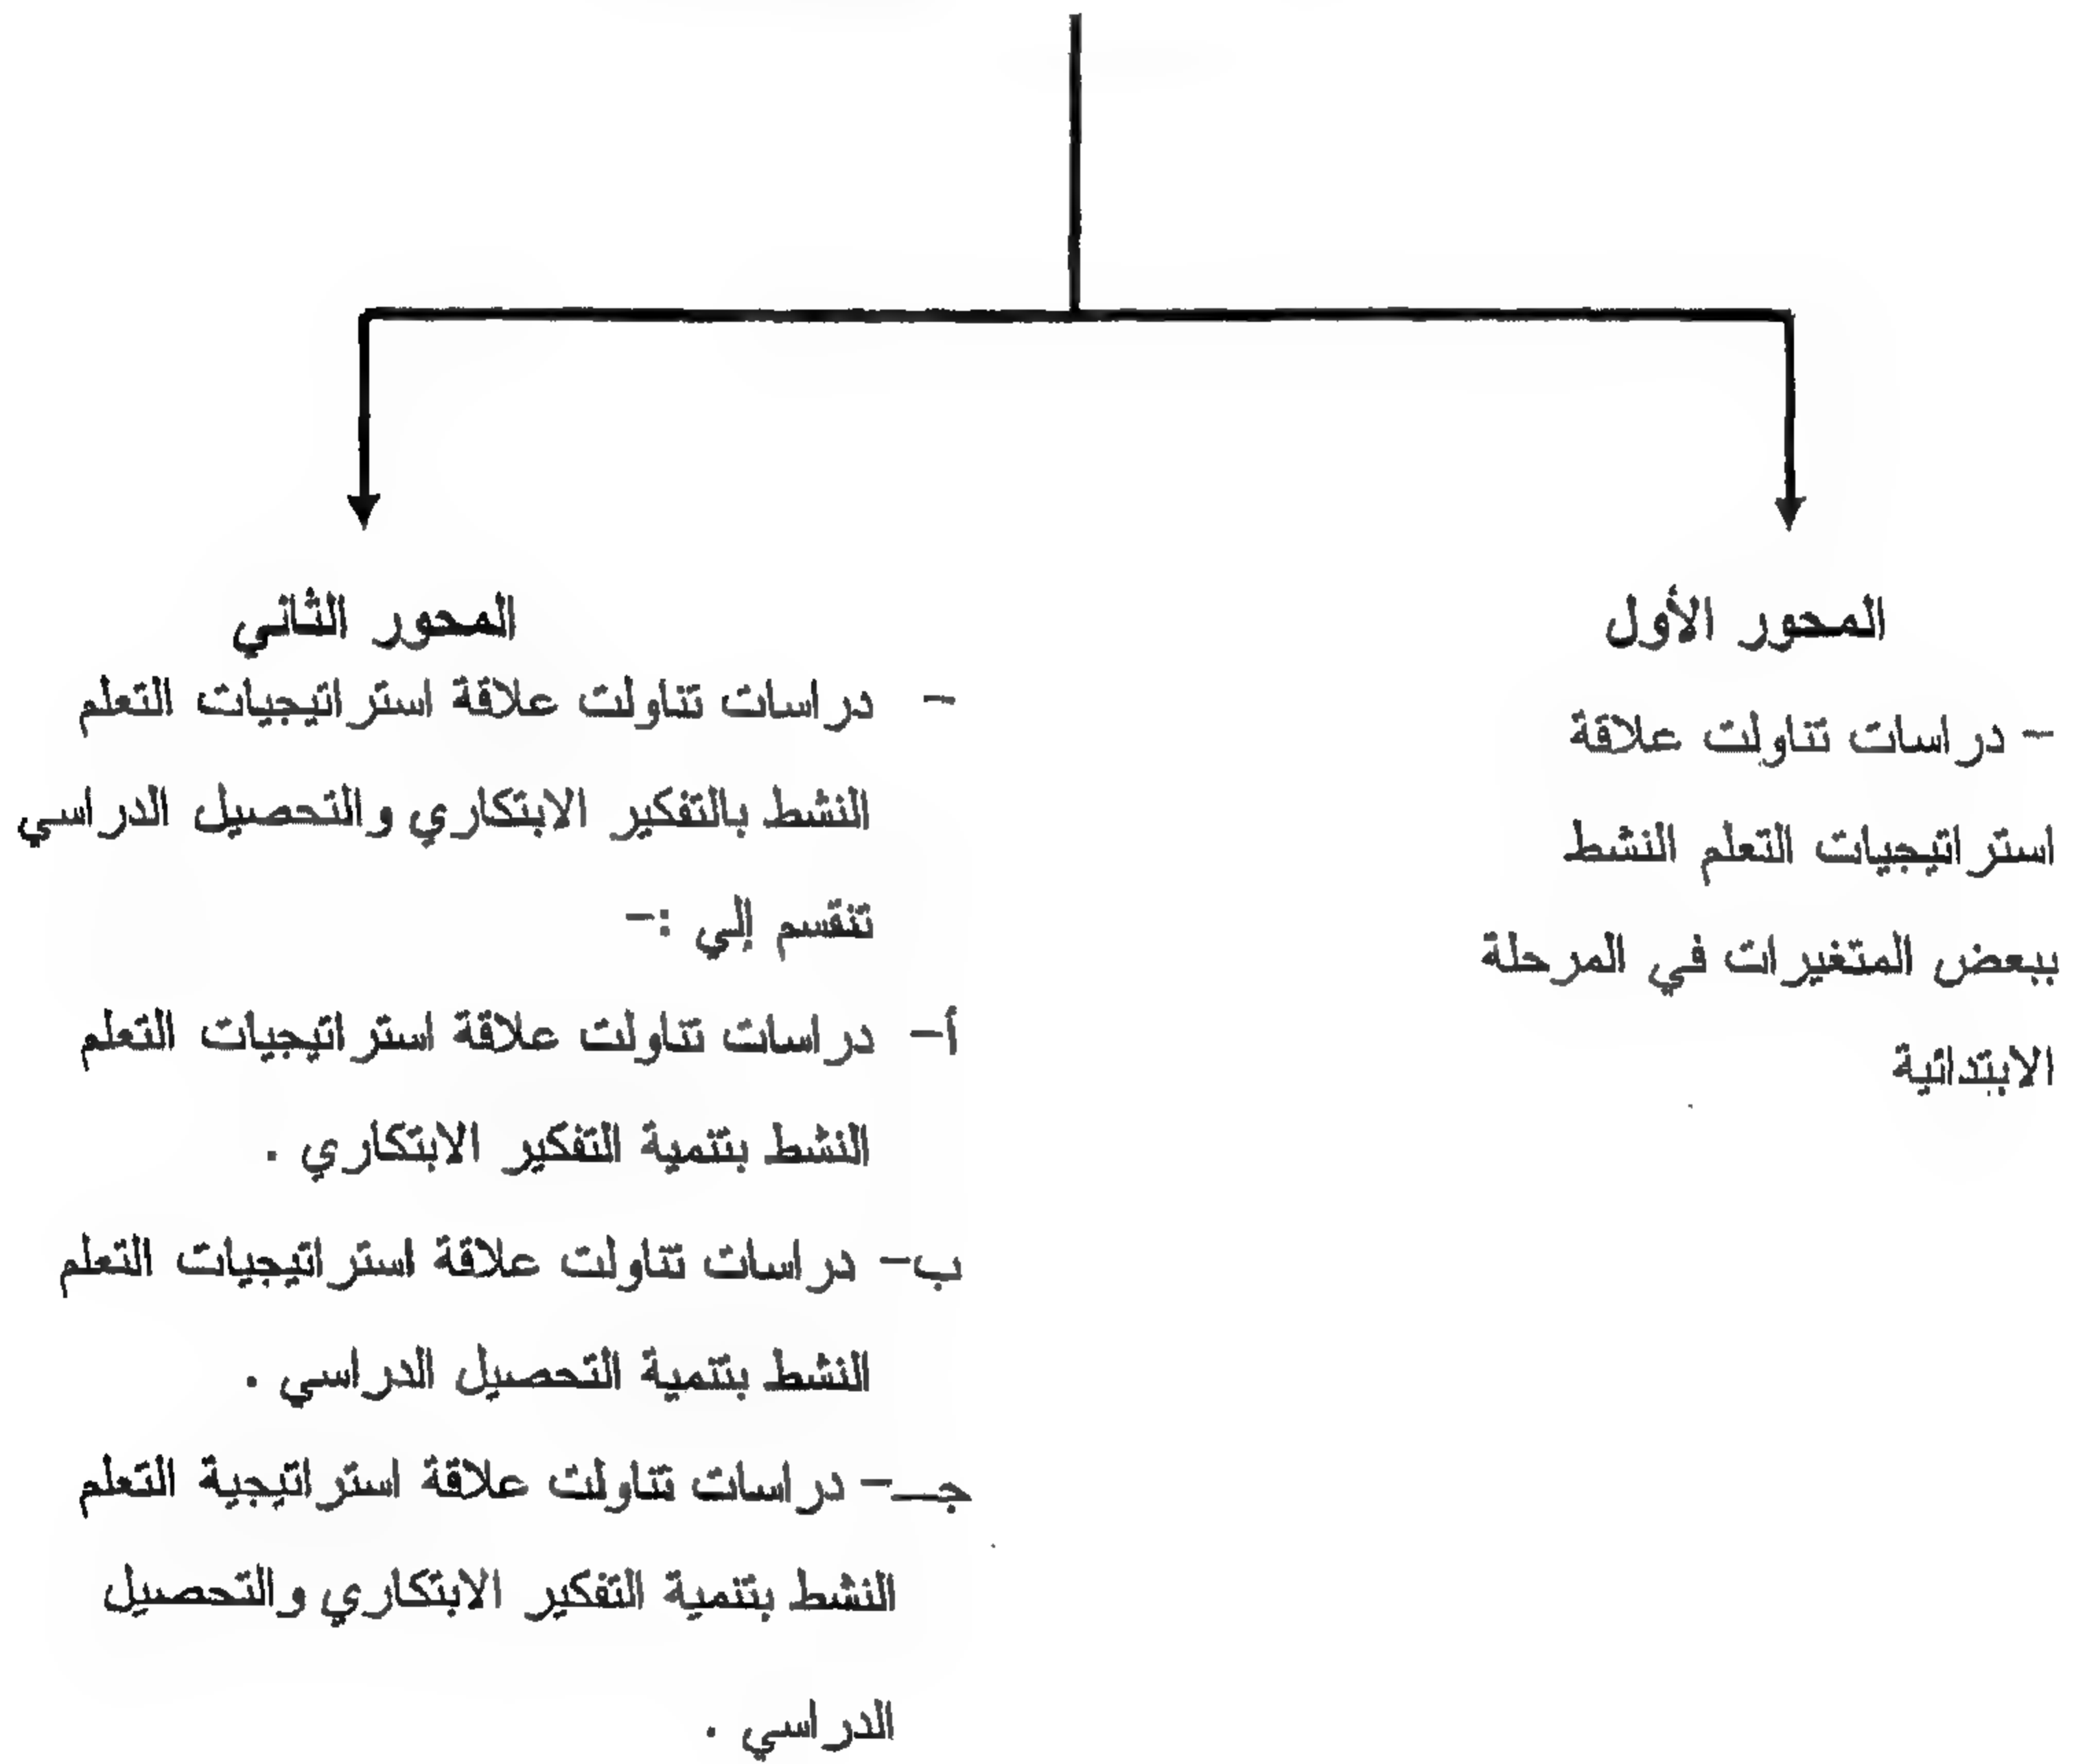 المحور الأول
- دراسات تناولت علاقة
استراتيجيات التعلم النشط
ببعض المتغيرات في المرحلة
الابتدائية
المحور الثاني
- دراسات تناولت علاقة استراتيجيات التعلم
النشط بالتفكير الابتكاري والتحصيل الدراسي
تنقسم إلي :-
أ- دراسات تناولت علاقة استراتيجيات التعلم
النشط بتنمية التفكير الابتكاري .
ب- دراسات تناولت علاقة استراتيجيات التعلم
النشط بتنمية التحصيل الدراسي .
جـ- دراسات تناولت علاقة استراتيجية التعلم
النشط بتنمية التفكير الابتكاري والتحصيل
الدراسي .